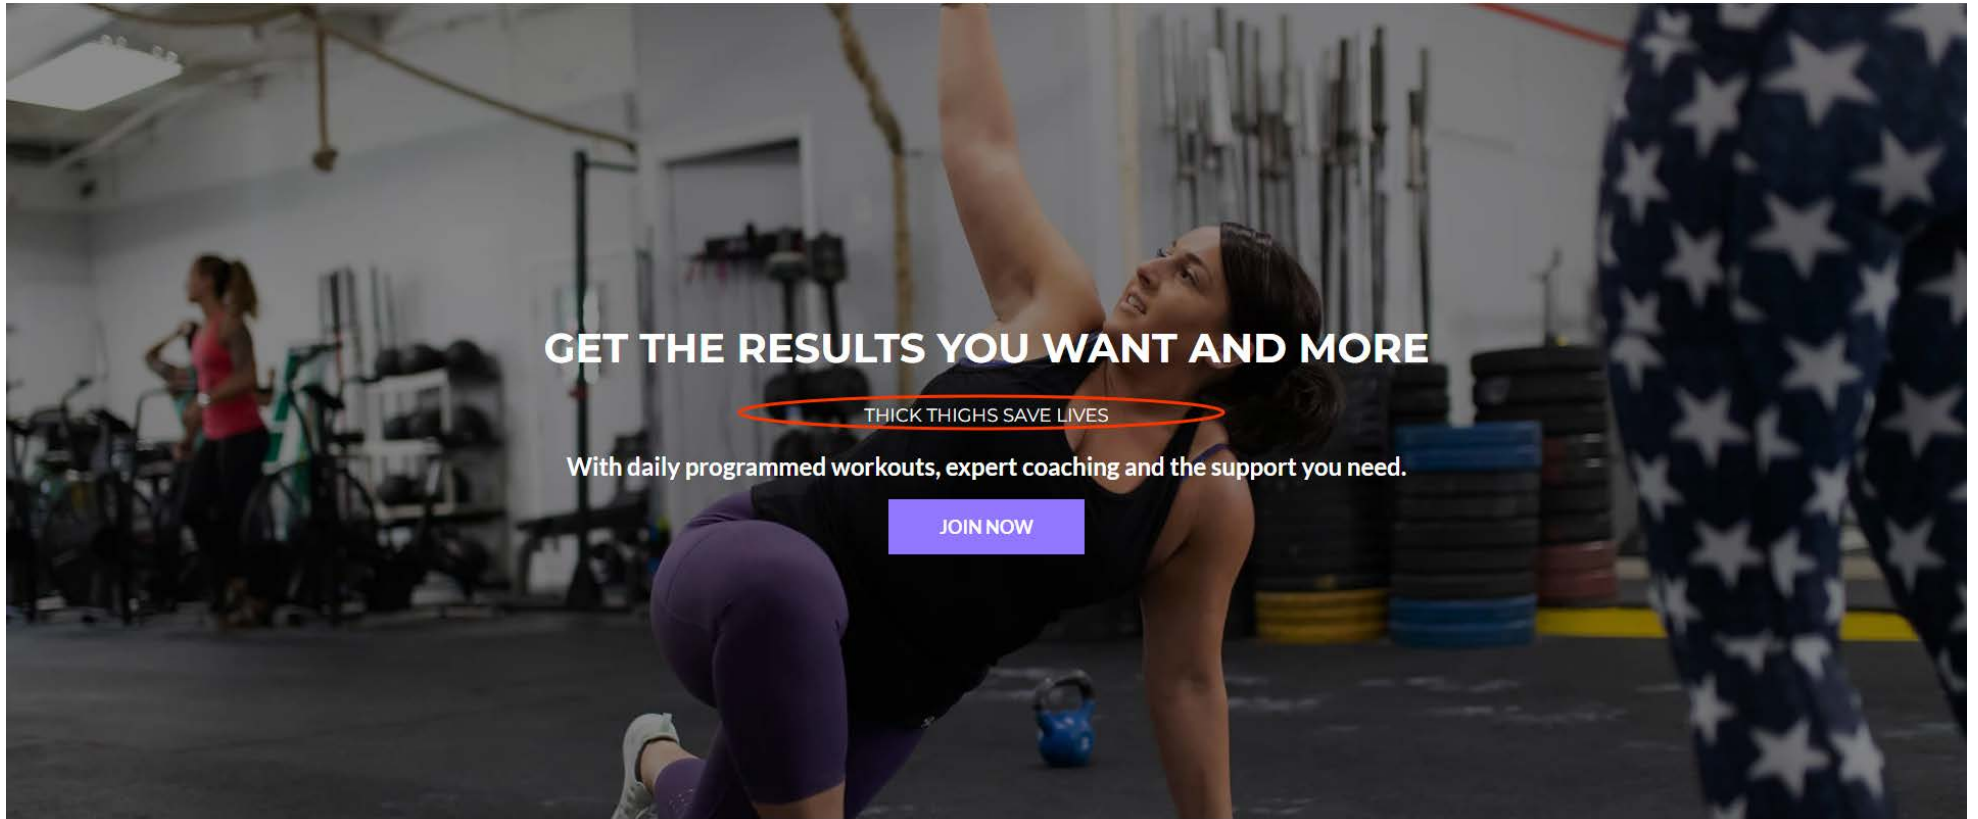 GET THE RESULTS YOU WANT AND MORE
THICK THIGHS SAVE LIVES
With daily programmed workouts, expert coaching and the support you need.
JOIN NOW